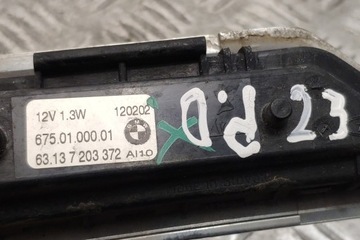 12V 1.3W 120202
675.01.000.01
63.13 7 203 372 AI10
P.D 23